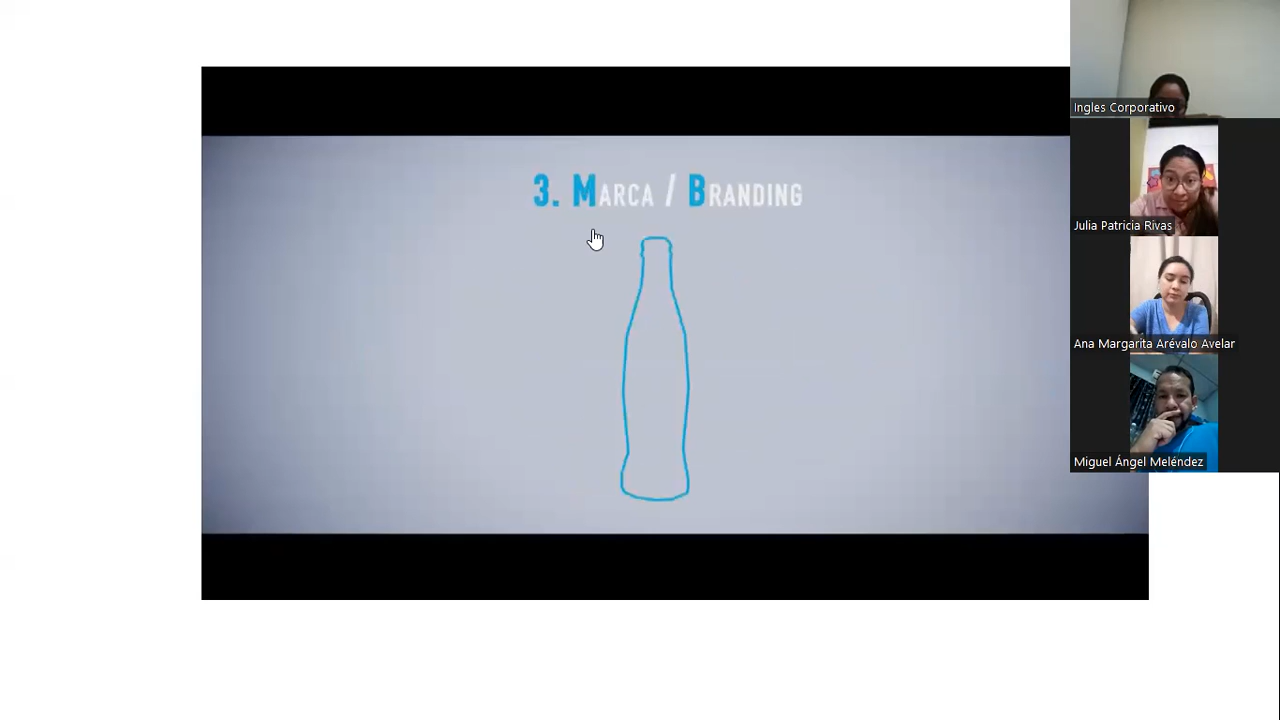 3. MARCA / BRANDING
Ingles Corporativo
Julia Patricia Rivas
Ana Margarita Arévalo Avelar
Miguel Ángel Meléndez